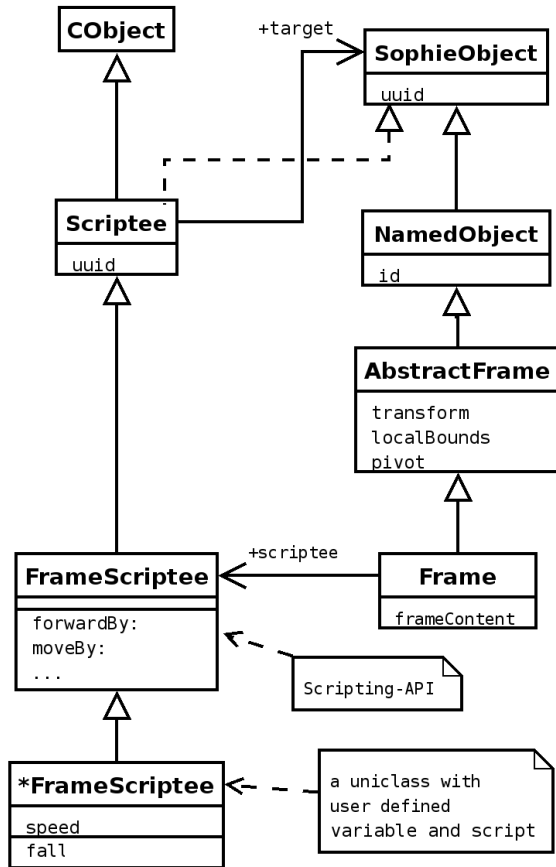 CObject
+target
SophieObject
uuid
Scriptee
uuid
NamedObject
id
AbstractFrame
transform
localBounds
pivot
+scriptee
FrameScriptee
forwardBy:
moveBy:
...
Frame
frameContent
Scripting-API
*FrameScriptee
speed
fall
a uniclass with
user defined
variable and script